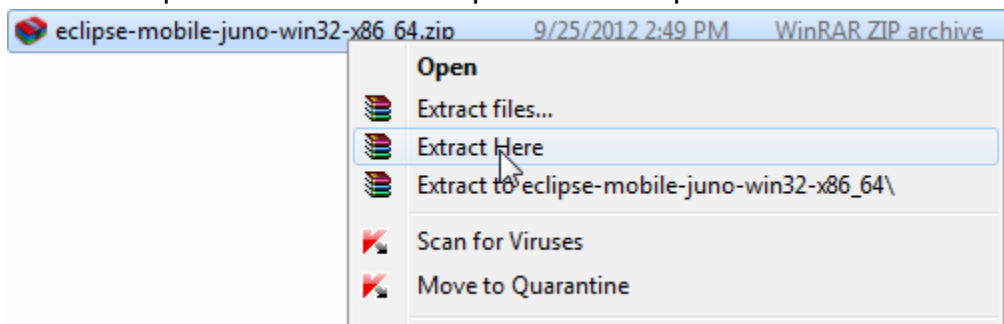 eclipse-mobile-juno-win32-x86_64.zip 9/25/2012 2:49 PM WinRAR ZIP archive
Open
Extract files...
Extract Here
Extract to eclipse-mobile-juno-win32-x86_64\
Scan for Viruses
Move to Quarantine